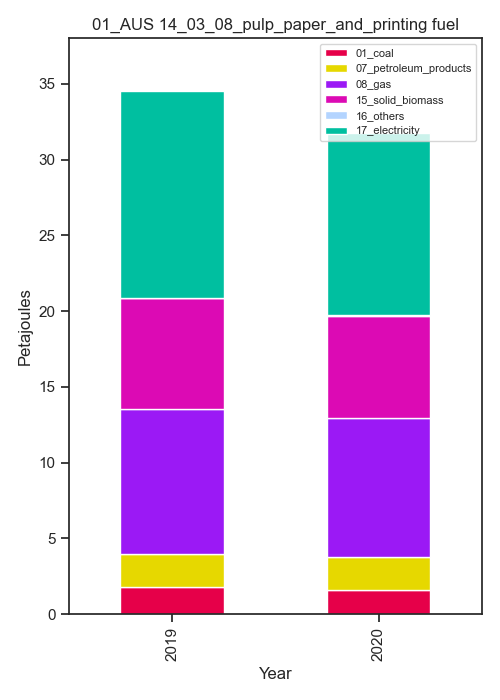 01_AUS 14_03_08_pulp_paper_and_printing fuel
01_coal
07_petroleum_products
08_gas
15_solid_biomass
16_others
17_electricity
35
30
25
20
15
10
5
0
Petajoules
2019
2020
Year